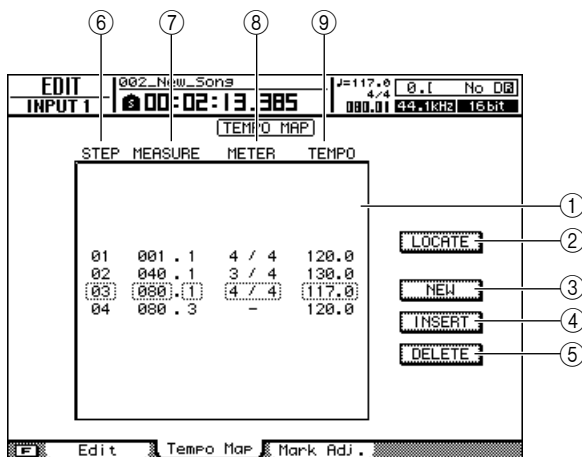 ⑥ ⑦ ⑧ ⑨
EDIT 002_New_Song ♩=117.0 0.[ No DB
INPUT 1 S 00:02:13.385 4/4 080.01 44.1kHz 16bit
TEMPO MAP
STEP MEASURE METER TEMPO
①
LOCATE ②
01 001 . 1 4 / 4 120.0
02 040 . 1 3 / 4 130.0
03 080 . 1 4 / 4 117.0
NEW ③
04 080 . 3 – 120.0
INSERT ④
DELETE ⑤
F Edit Tempo Map Mark Adj.